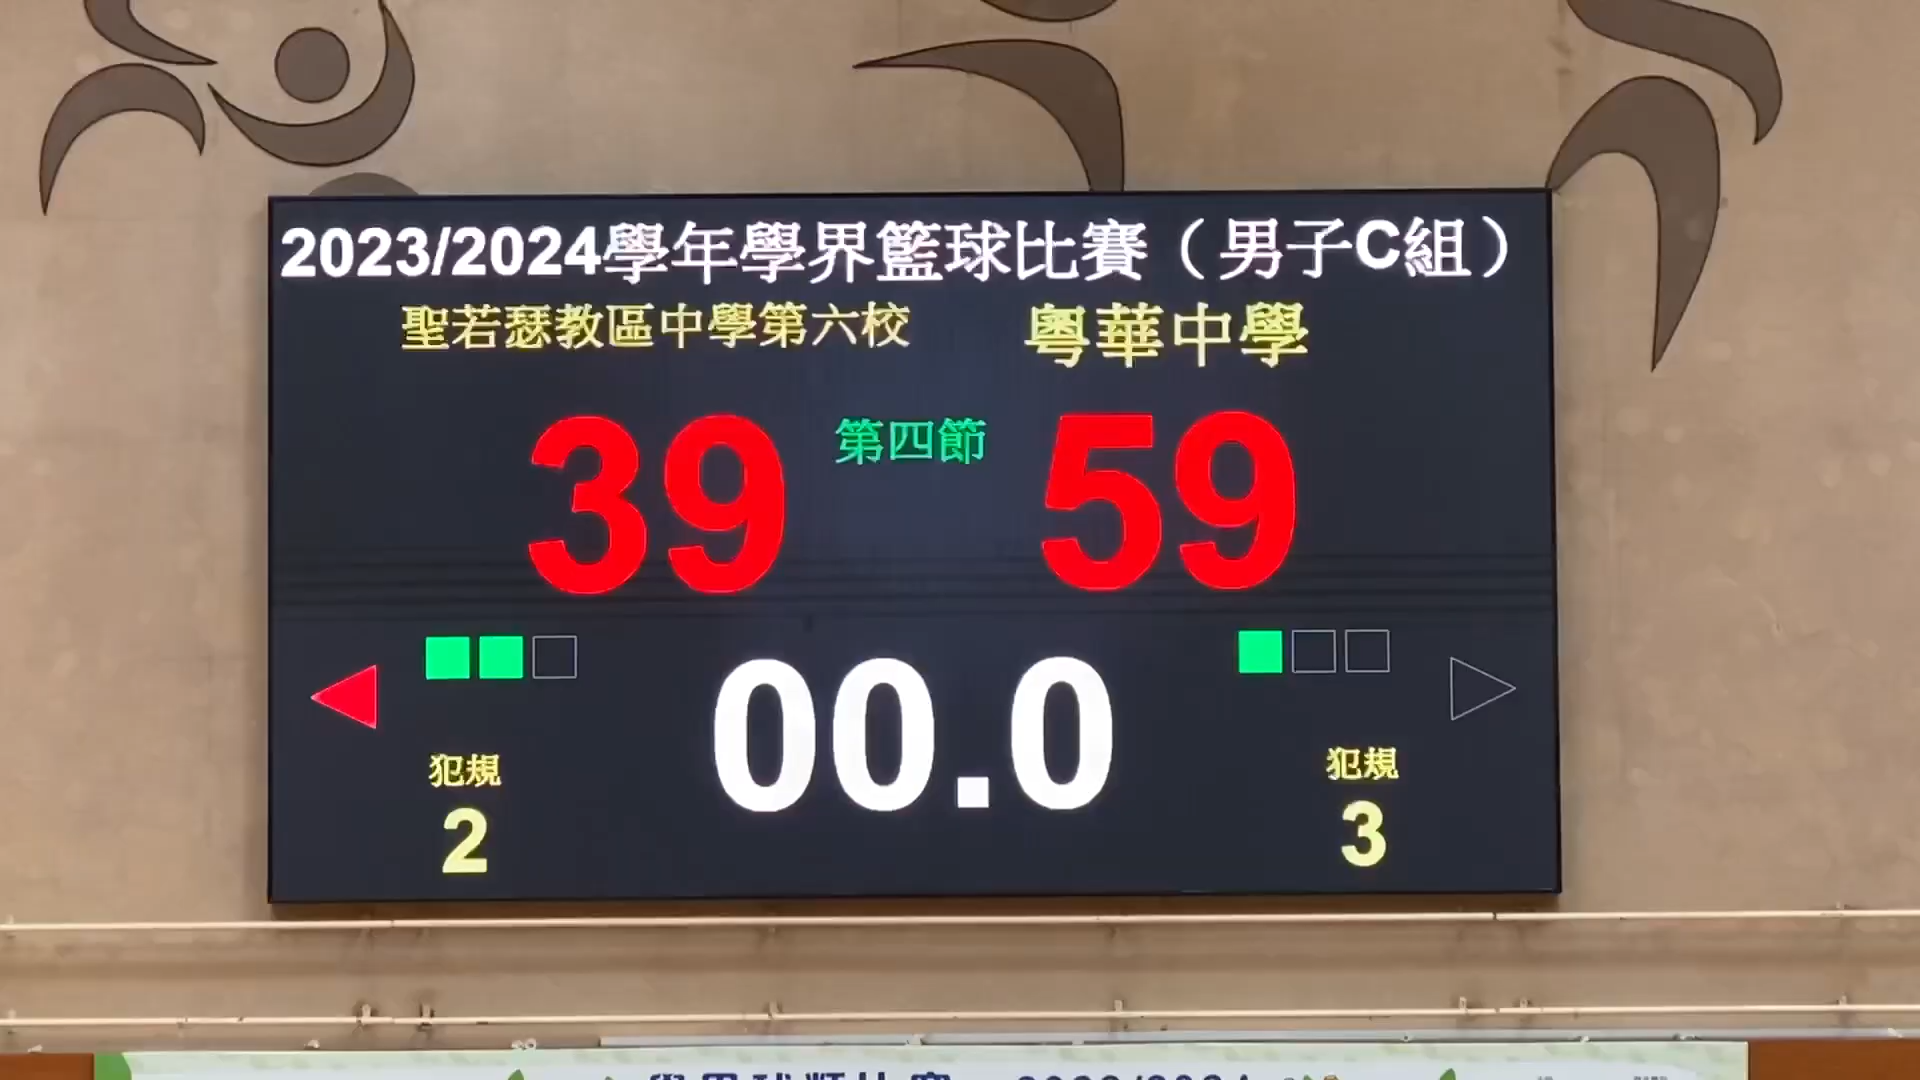 2023/2024學年學界籃球比賽（男子C組）
聖若瑟教區中學第六校 粵華中學
39 第四節 59
00.0
犯規 犯規
2 3